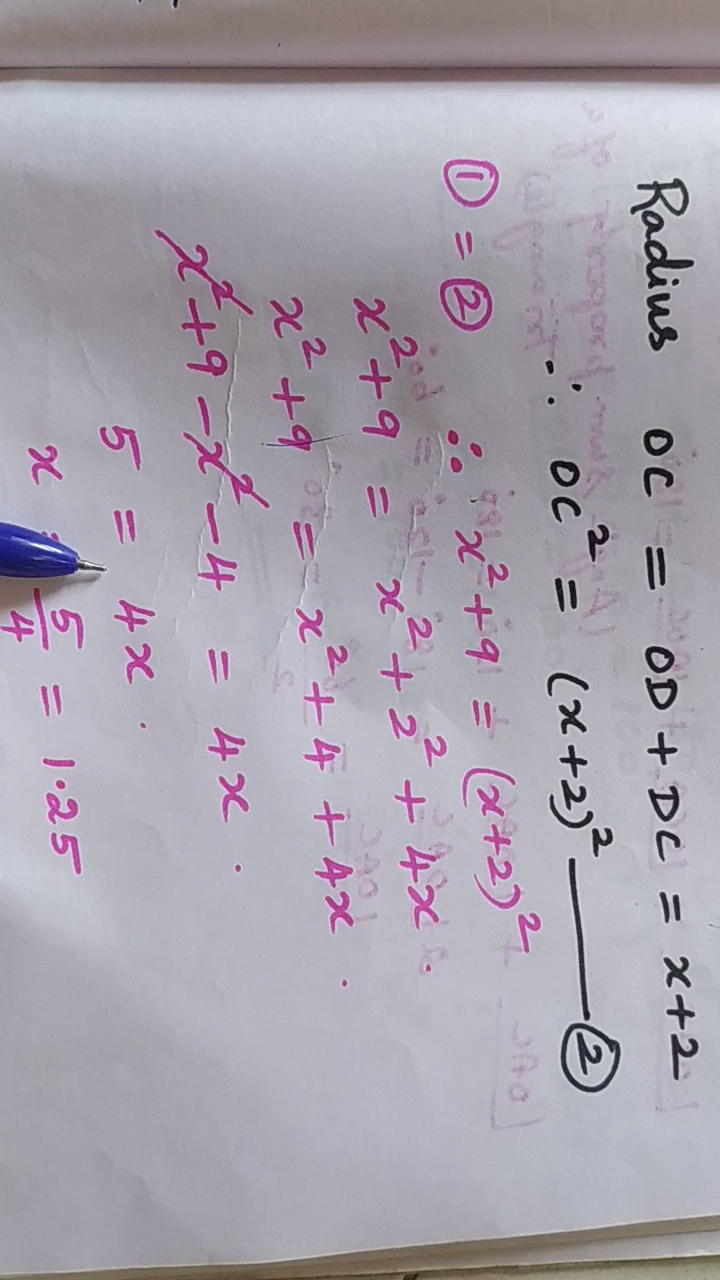 Radius OC = OD + DC = x+2
∴ OC² = (x+2)² ——— ②
① = ② ∴ x²+9 = (x+2)²
x²+9 = x²+2²+4x.
x²+9 = x²+4+4x.
x²+9-x²-4 = 4x.
5 = 4x.
x 5/4 = 1.25